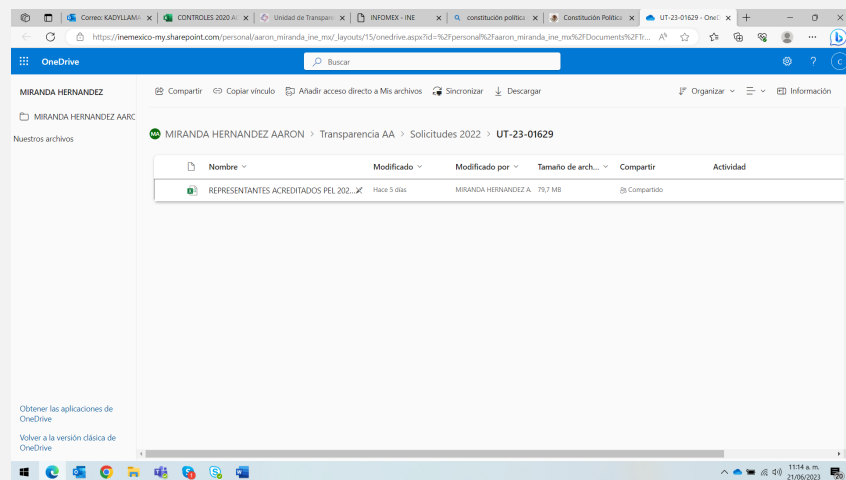 Correo: KADYLLAMA
CONTROLES 2020 A
Unidad de Transpare
INFOMEX - INE
constitución política
Constitución Política
UT-23-01629 - OneD
https://inemexico-my.sharepoint.com/personal/aaron_miranda_ine_mx/_layouts/15/onedrive.aspx?id=%2Fpersonal%2Faaron_miranda_ine_mx%2FDocuments%2FTr...
OneDrive
Buscar
C
MIRANDA HERNANDEZ
Compartir Copiar vínculo Añadir acceso directo a Mis archivos Sincronizar Descargar Organizar Información
MIRANDA HERNANDEZ AARC
Nuestros archivos
MA MIRANDA HERNANDEZ AARON > Transparencia AA > Solicitudes 2022 > UT-23-01629
Nombre Modificado Modificado por Tamaño de arch... Compartir Actividad
REPRESENTANTES ACREDITADOS PEL 202... Hace 5 días MIRANDA HERNANDEZ A 79,7 MB Compartido
Obtener las aplicaciones de
OneDrive
Volver a la versión clásica de
OneDrive
11:14 a. m.
21/06/2023
20